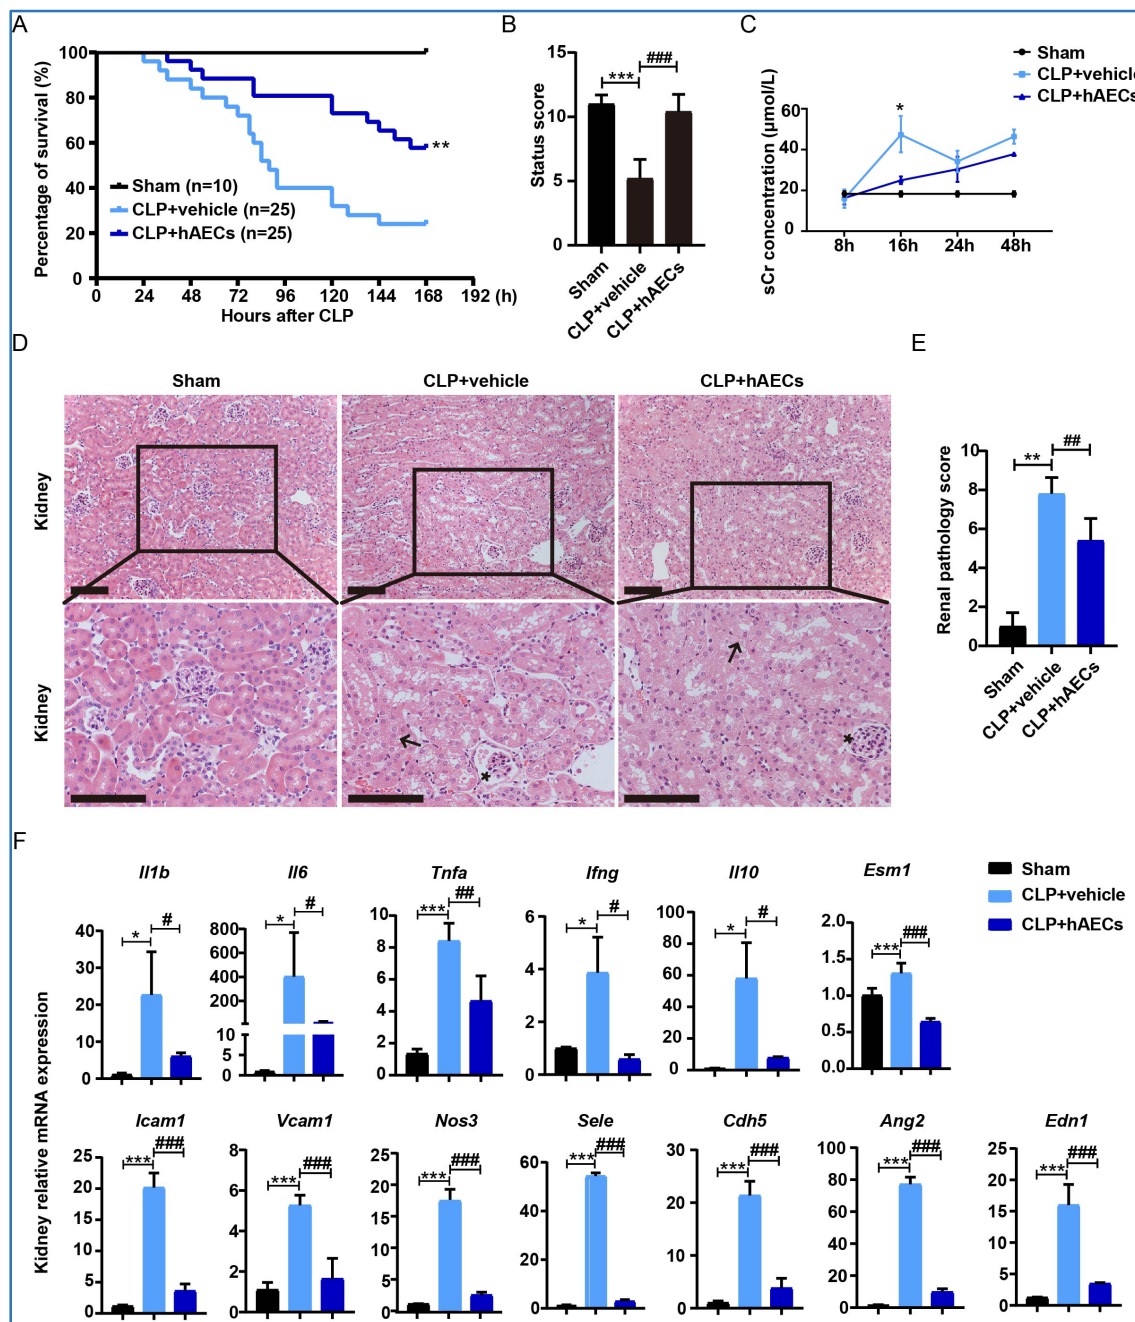 A
B
C
100
80
60
40
20
0
Percentage of survival (%)
Sham (n=10)
CLP+vehicle (n=25)
CLP+hAECs (n=25)
**
0 24 48 72 96 120 144 168 192 (h)
Hours after CLP
15
10
5
0
Status score
*** ###
Sham
CLP+vehicle
CLP+hAECs
Sham
CLP+vehicle
CLP+hAECs
60
40
20
0
sCr concentration (μmol/L)
*
8h 16h 24h 48h
D
E
Sham CLP+vehicle CLP+hAECs
Kidney
Kidney
*
*
10
8
6
4
2
0
Renal pathology score
** ##
Sham
CLP+vehicle
CLP+hAECs
F
Kidney relative mRNA expression
Il1b
* #
40
30
20
10
0
Il6
* #
800
600
400
200
10
5
0
Tnfa
*** ##
10
8
6
4
2
0
Ifng
* #
6
4
2
0
Il10
* #
100
80
60
40
20
0
Esm1
*** ###
2.0
1.5
1.0
0.5
0.0
Sham
CLP+vehicle
CLP+hAECs
Icam1
*** ###
25
20
15
10
5
0
Vcam1
*** ###
8
6
4
2
0
Nos3
*** ###
25
20
15
10
5
0
Sele
*** ###
60
40
20
0
Cdh5
*** ###
30
20
10
0
Ang2
*** ###
100
80
60
40
20
0
Edn1
*** ###
25
20
15
10
5
0